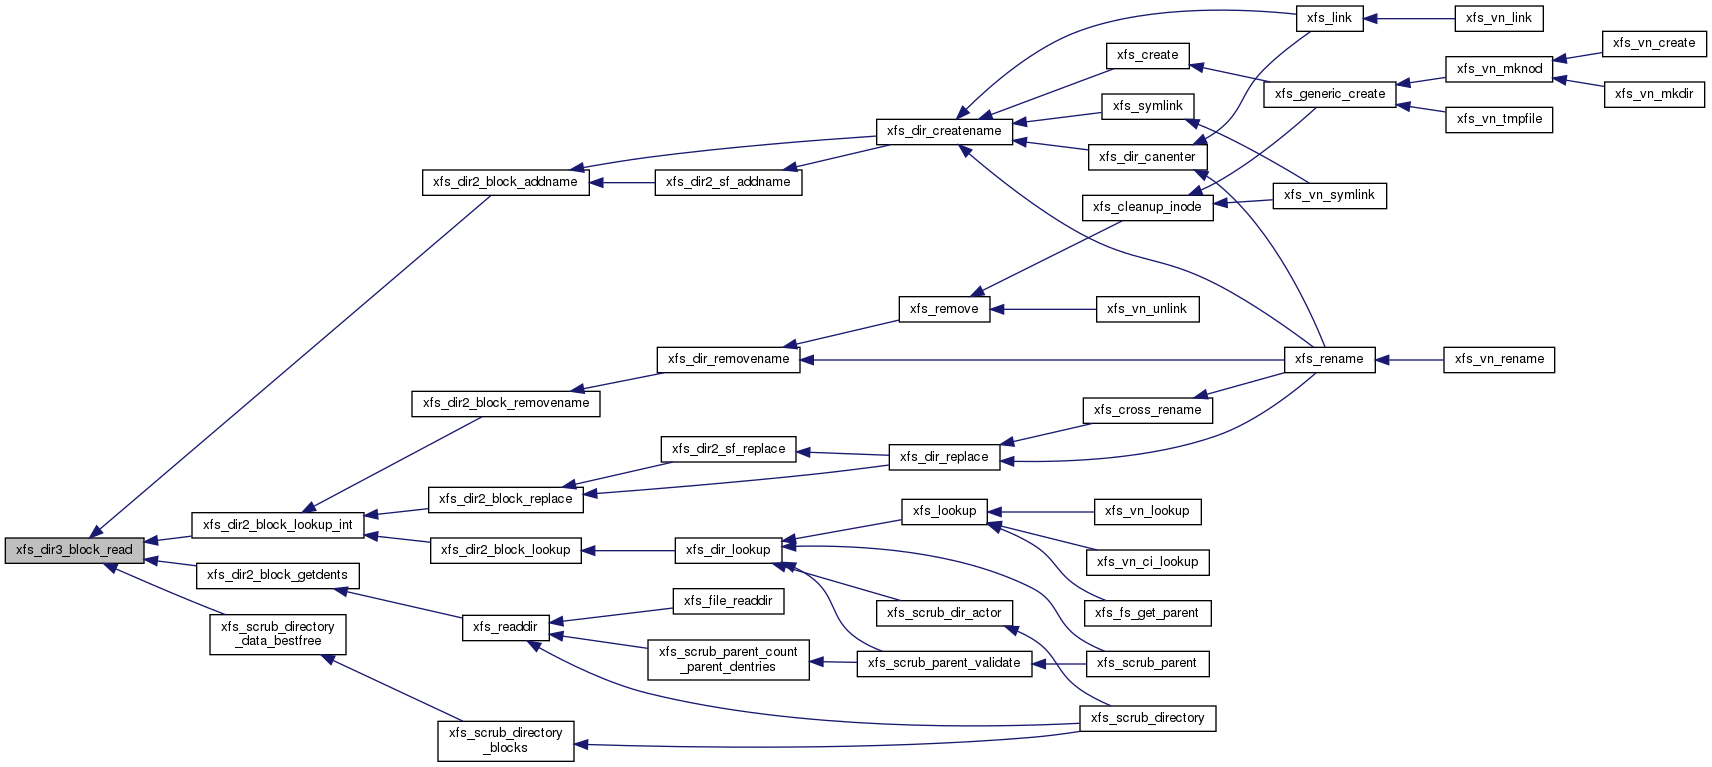 xfs_link
xfs_vn_link
xfs_create
xfs_vn_create
xfs_vn_mknod
xfs_generic_create
xfs_vn_mkdir
xfs_symlink
xfs_vn_tmpfile
xfs_dir_createname
xfs_dir_canenter
xfs_dir2_block_addname
xfs_dir2_sf_addname
xfs_vn_symlink
xfs_cleanup_inode
xfs_remove
xfs_vn_unlink
xfs_dir_removename
xfs_rename
xfs_vn_rename
xfs_dir2_block_removename
xfs_cross_rename
xfs_dir2_sf_replace
xfs_dir_replace
xfs_dir2_block_replace
xfs_lookup
xfs_vn_lookup
xfs_dir2_block_lookup_int
xfs_dir3_block_read
xfs_dir2_block_lookup
xfs_dir_lookup
xfs_vn_ci_lookup
xfs_dir2_block_getdents
xfs_file_readdir
xfs_scrub_dir_actor
xfs_fs_get_parent
xfs_scrub_directory
_data_bestfree
xfs_readdir
xfs_scrub_parent_count
_parent_dentries
xfs_scrub_parent_validate
xfs_scrub_parent
xfs_scrub_directory
xfs_scrub_directory
_blocks